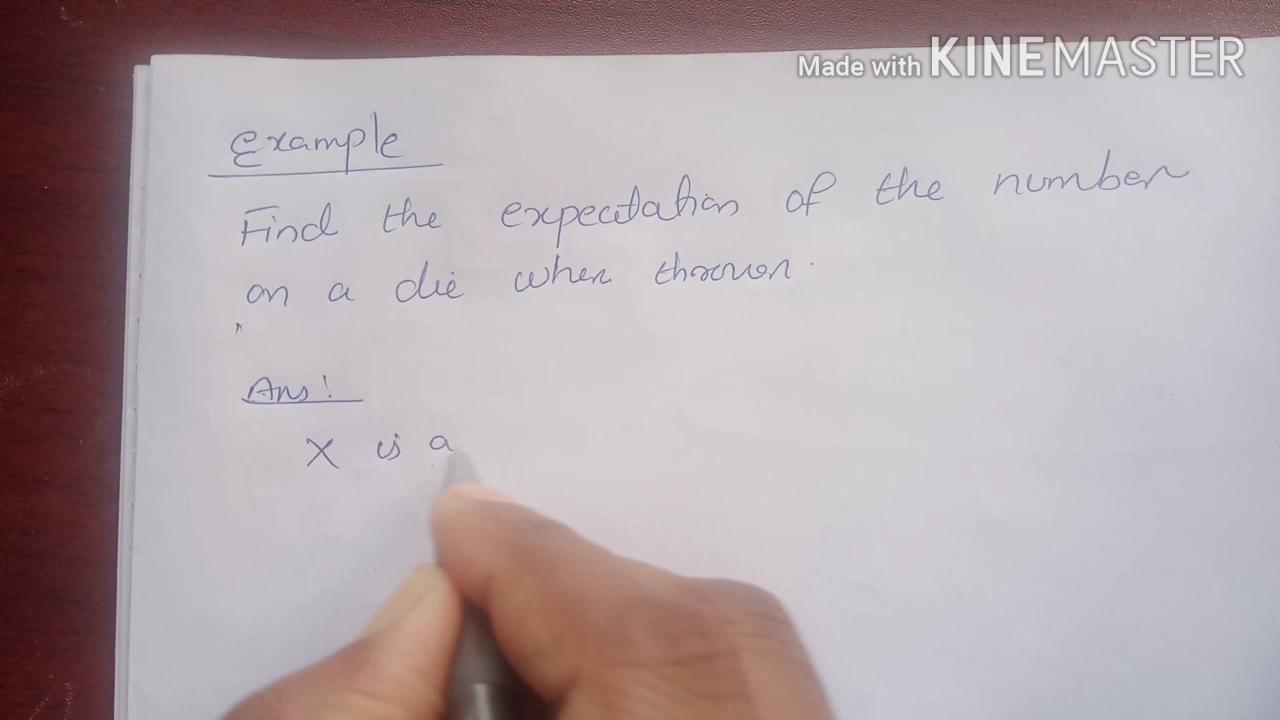 Made with KINEMASTER
Example
Find the expectation of the number
on a die when thrown.
Ans:
X is a